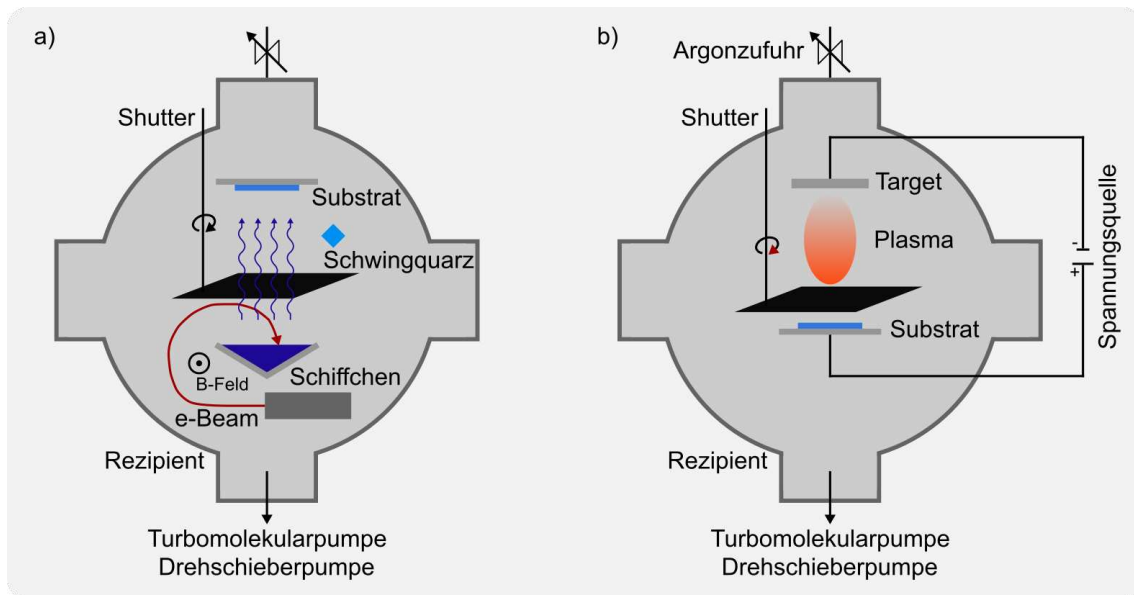 a)
Shutter
Substrat
Schwingquarz
B-Feld
Schiffchen
e-Beam
Rezipient
Turbomolekularpumpe
Drehschieberpumpe
b)
Argonzufuhr
Shutter
Target
Plasma
Substrat
-
+
Spannungsquelle
Rezipient
Turbomolekularpumpe
Drehschieberpumpe